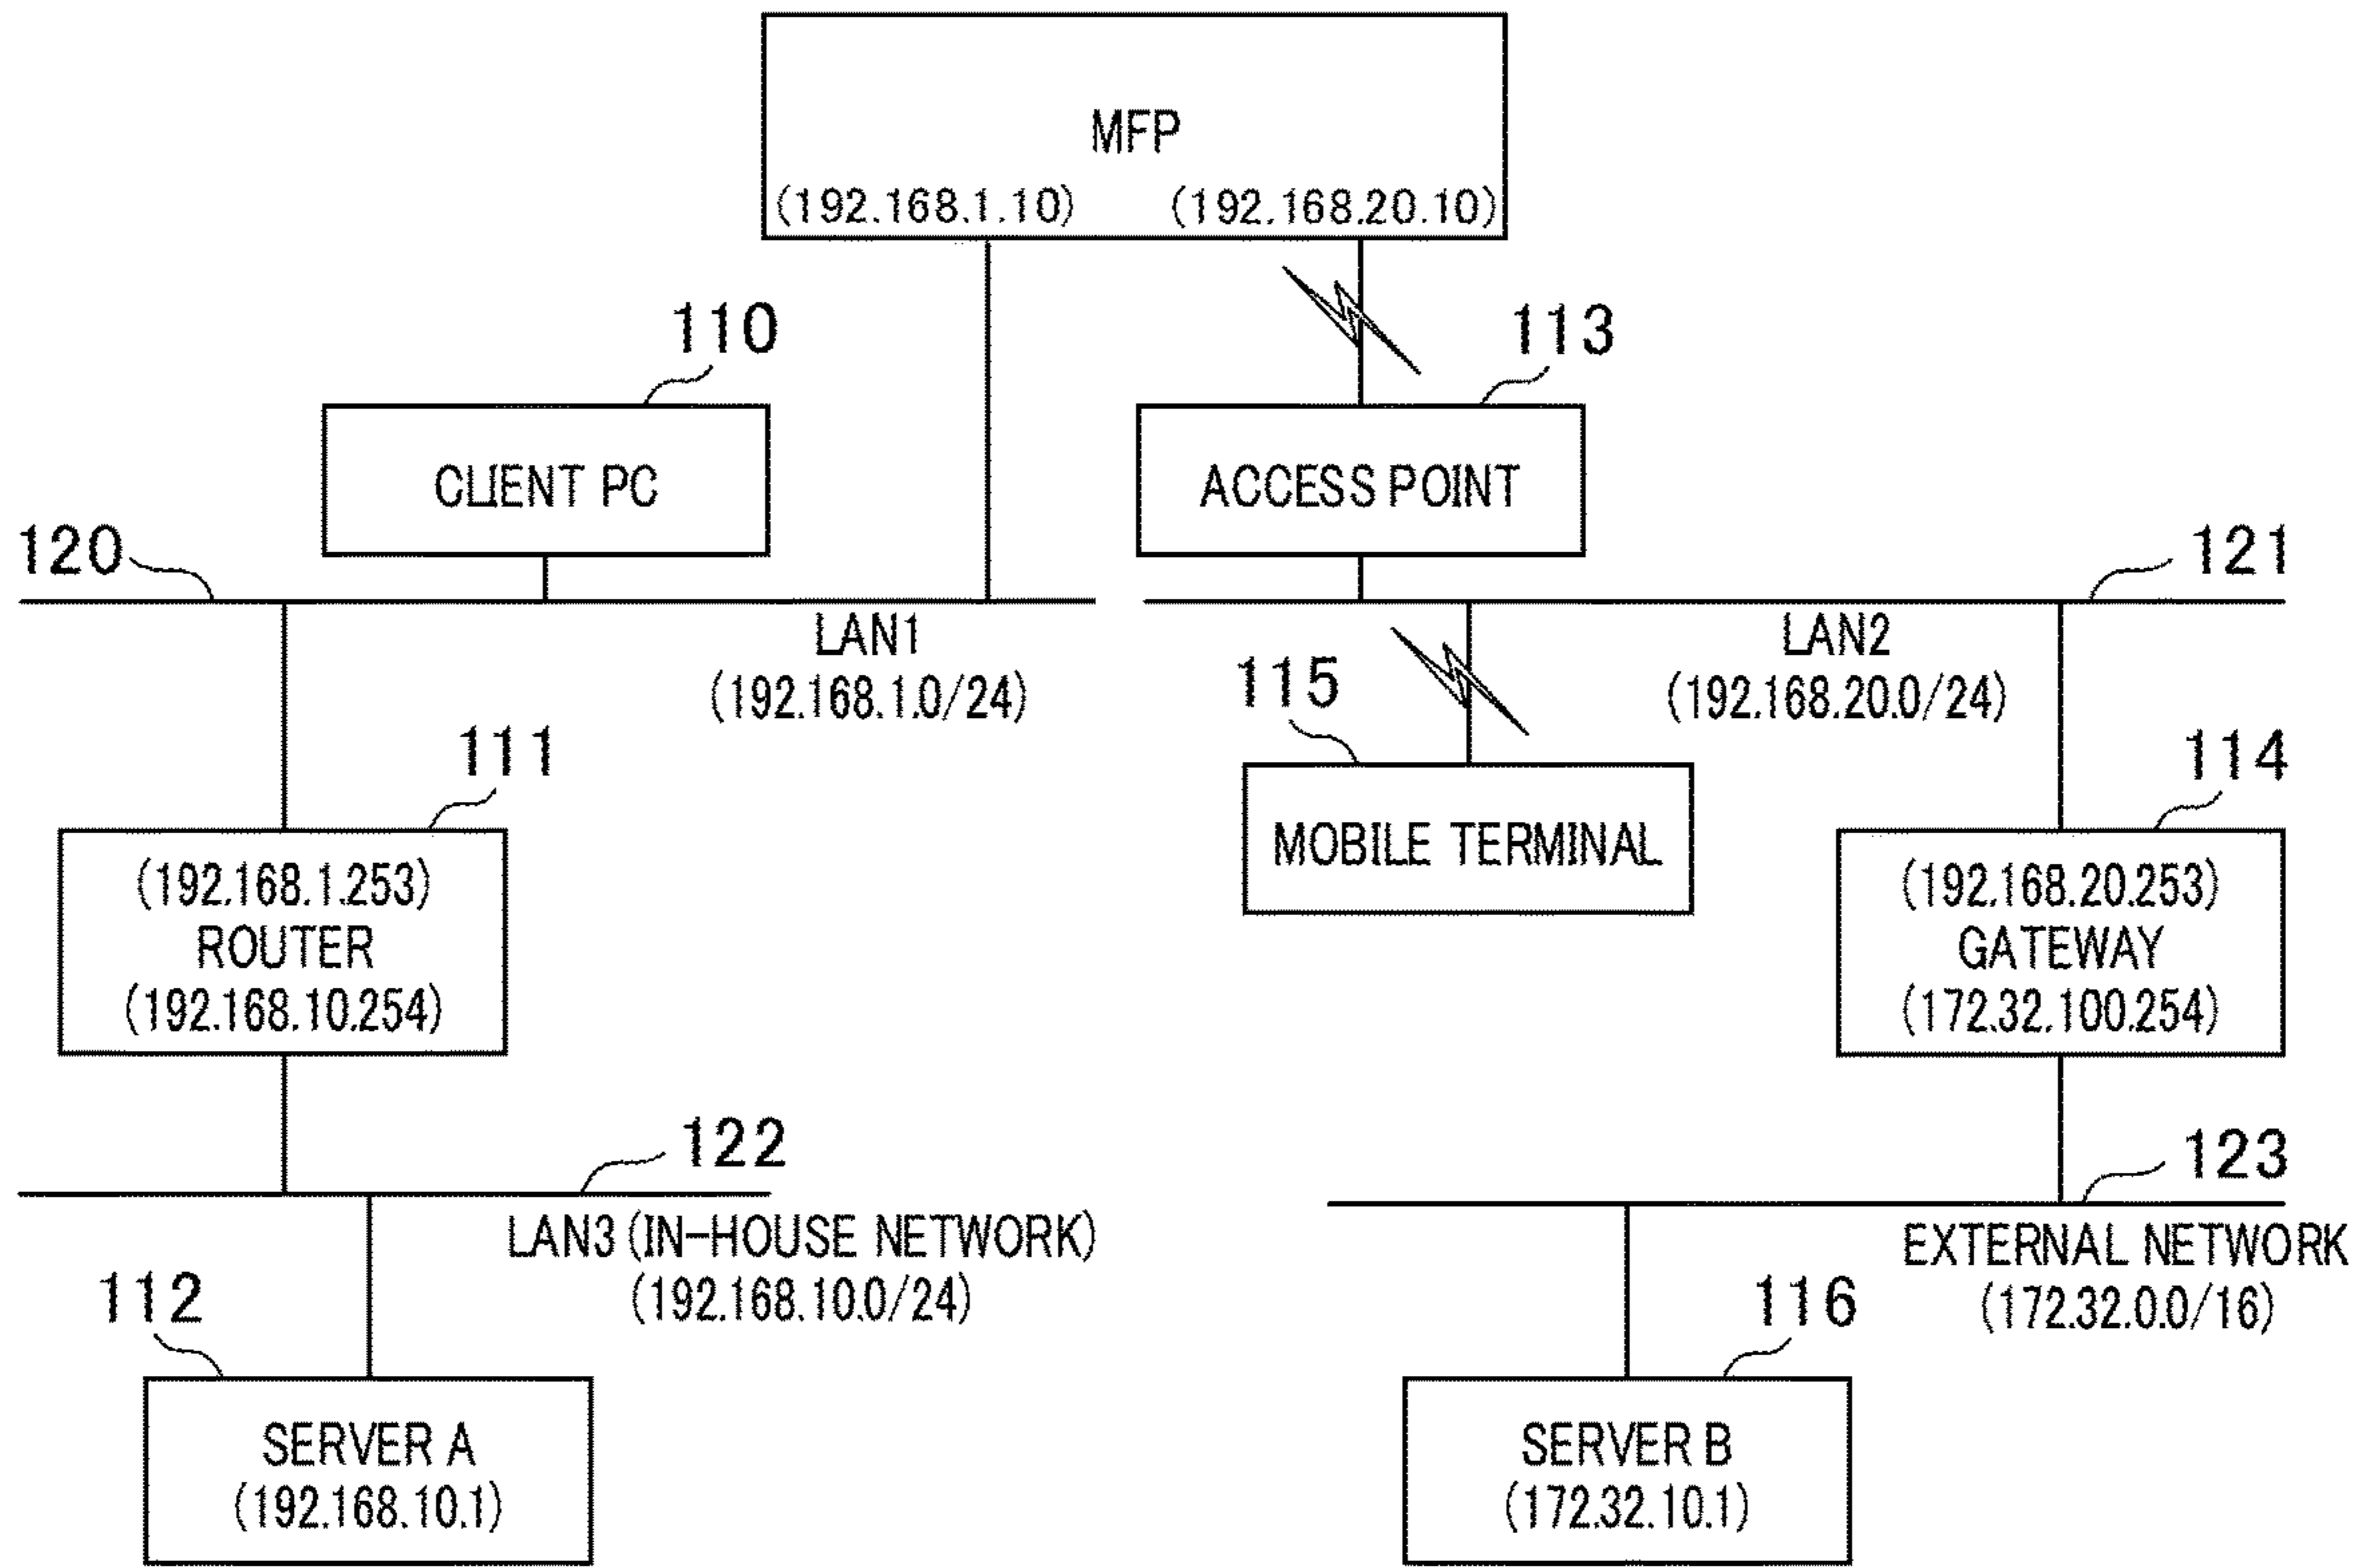 MFP
(192.168.1.10) (192.168.20.10)
110
113
CLIENT PC
ACCESS POINT
120
121
LAN1
(192.168.1.0/24)
LAN2
(192.168.20.0/24)
115
111
114
MOBILE TERMINAL
(192.168.1.253)
ROUTER
(192.168.10.254)
(192.168.20.253)
GATEWAY
(172.32.100.254)
122
123
LAN3 (IN-HOUSE NETWORK)
(192.168.10.0/24)
EXTERNAL NETWORK
(172.32.0.0/16)
112
116
SERVER A
(192.168.10.1)
SERVER B
(172.32.10.1)